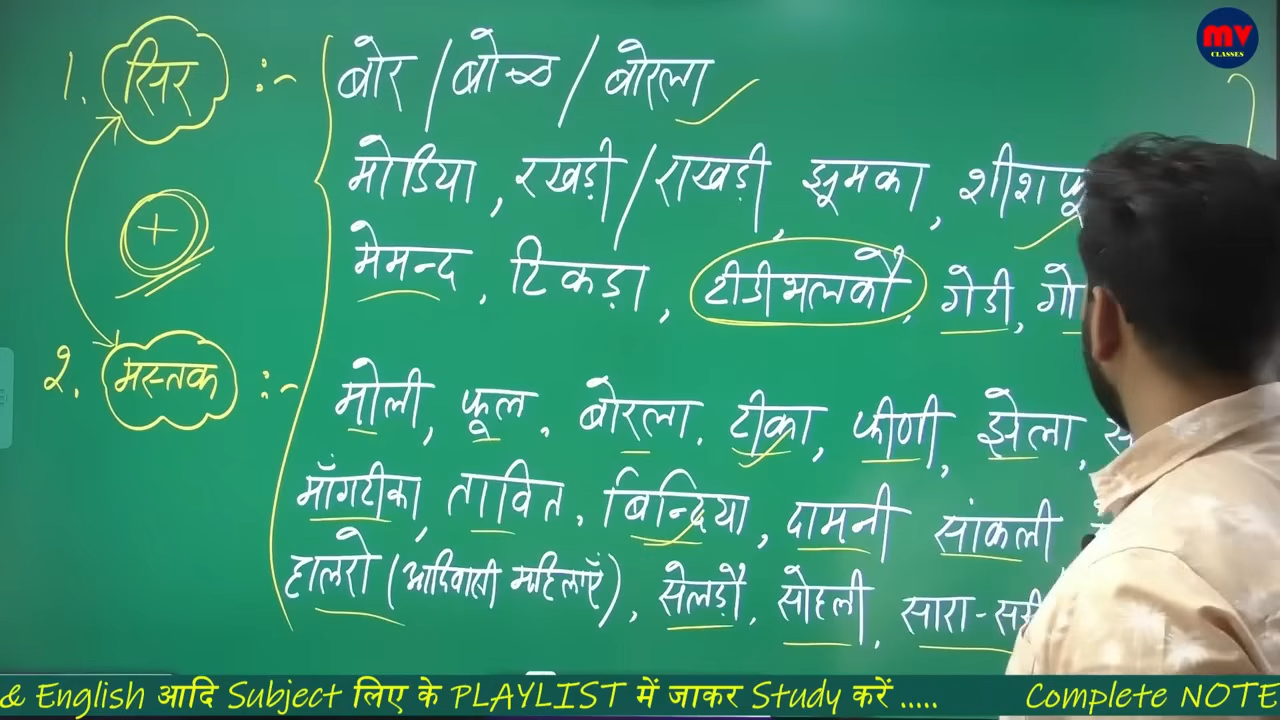 mv
CLASSES
1. सिर :- बोर / बोल्ळ / बोरला
मोडिया, रखड़ी / राखड़ी, झूमका, शीशफू
मेमन्द, टिकड़ा, टीडीभलकौ, गेडी, गो
2. मस्तक :- मोली, फूल, बोरला, टीका, फीणी, झेला, स
माँगटीका, तावित, बिन्दिया, दामनी सांकली
हालरो (आदिवासी महिलाएँ), सेलड़ौ, सोहली, सारा-सरी
& English आदि Subject लिए के PLAYLIST में जाकर Study करें ..... Complete NOTE